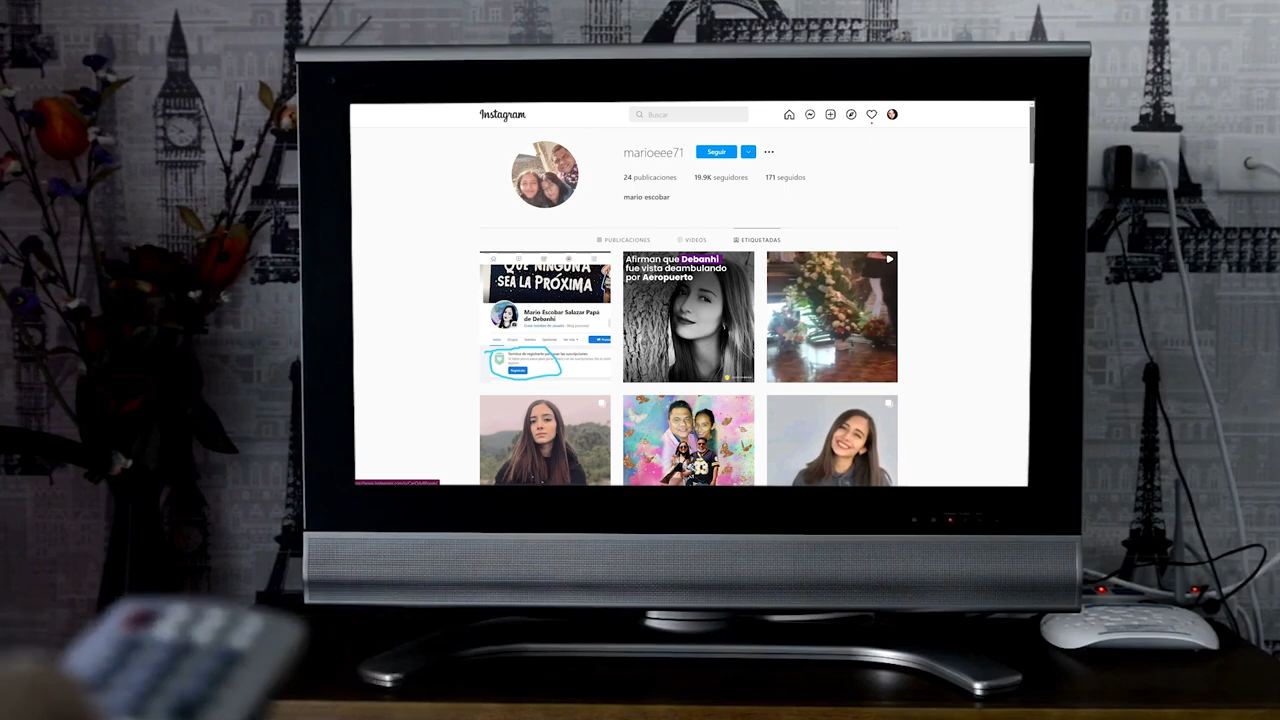 Instagram
Buscar
marioeee71
Seguir
24 publicaciones
19.9K seguidores
171 seguidos
mario escobar
PUBLICACIONES
VIDEOS
ETIQUETADAS
QUE NINGUNA
SEA LA PRÓXIMA
Mario Escobar Salazar Papá
de Debanhi
Afirman que Debanhi
fue vista deambulando
por Aeropuerto